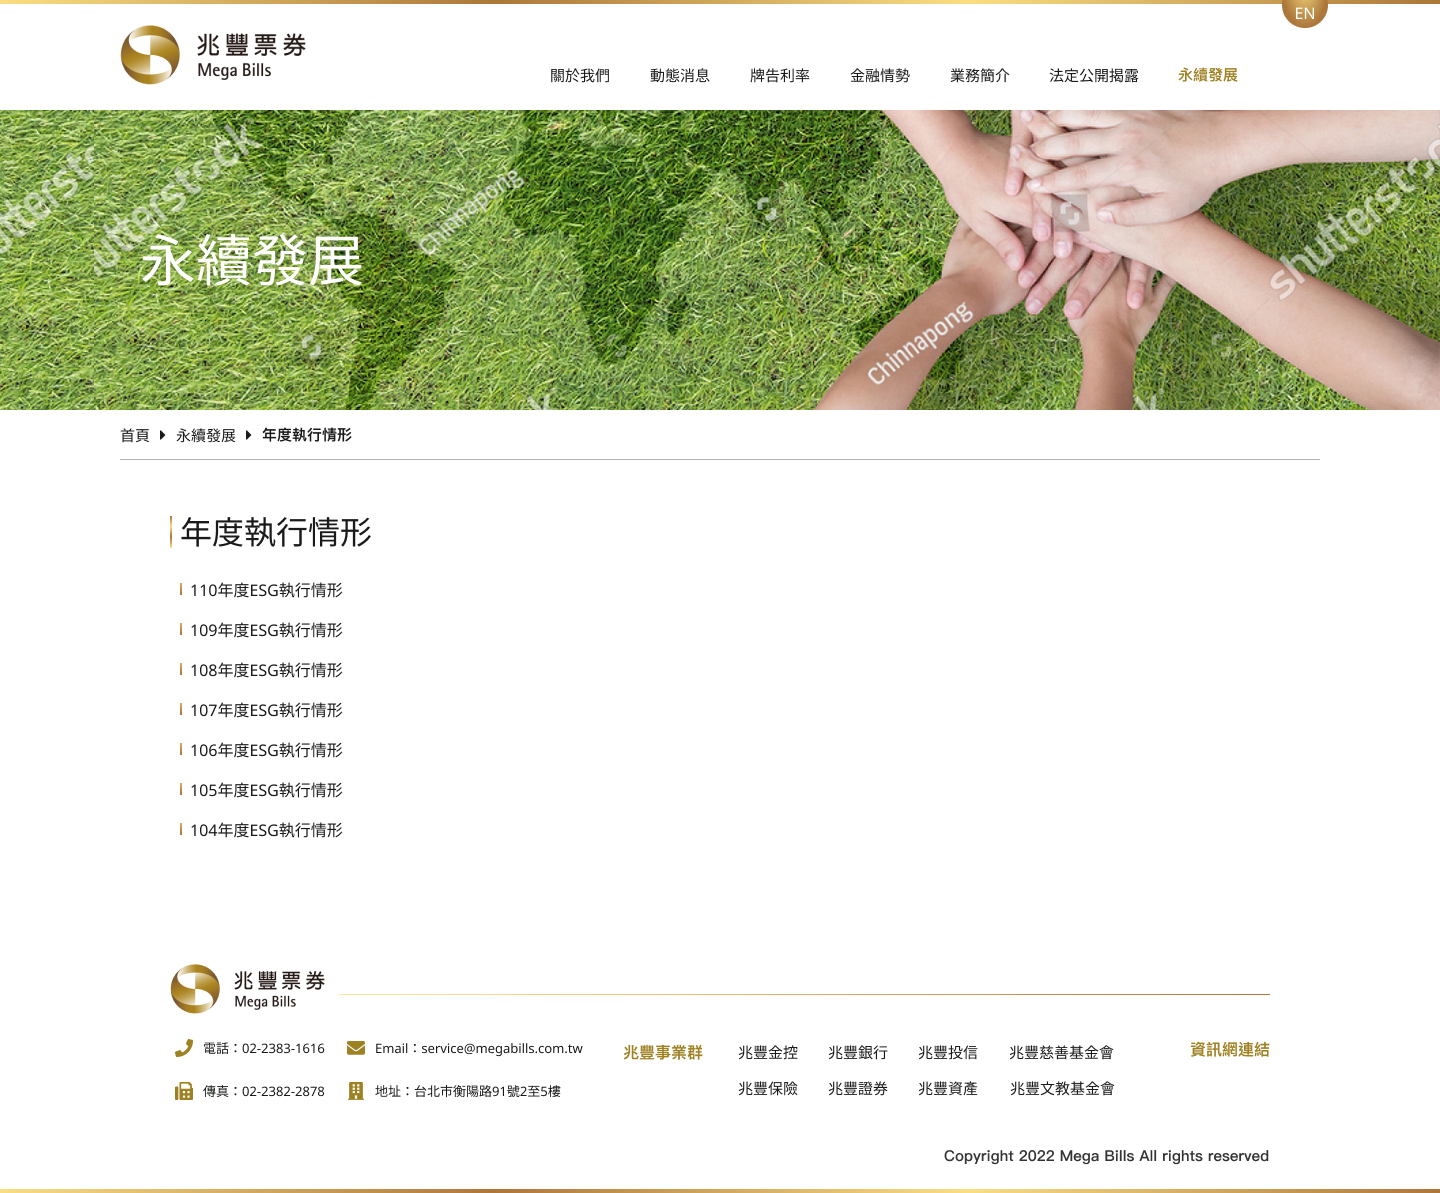 EN
兆豐票券
Mega Bills
關於我們 動態消息 牌告利率 金融情勢 業務簡介 法定公開揭露 永續發展
shutterstock
Chinnapong
永續發展
shutterstock
Chinnapong
首頁 永續發展 年度執行情形
年度執行情形
110年度ESG執行情形
109年度ESG執行情形
108年度ESG執行情形
107年度ESG執行情形
106年度ESG執行情形
105年度ESG執行情形
104年度ESG執行情形
兆豐票券
Mega Bills
電話：02-2383-1616 Email：service@megabills.com.tw 兆豐事業群 兆豐金控 兆豐銀行 兆豐投信 兆豐慈善基金會 資訊網連結
傳真：02-2382-2878 地址：台北市衡陽路91號2至5樓 兆豐保險 兆豐證券 兆豐資產 兆豐文教基金會
Copyright 2022 Mega Bills All rights reserved